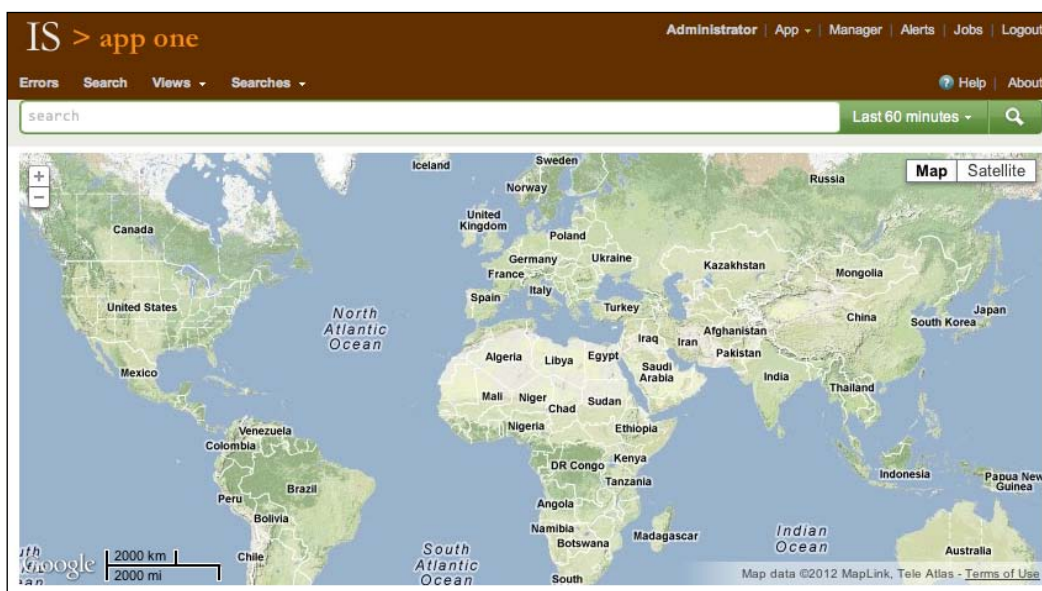 IS > app one
Administrator | App | Manager | Alerts | Jobs | Logout
Errors Search Views Searches
Help | About
search
Last 60 minutes
+
−
Map Satellite
Iceland
Sweden
Norway
Russia
Canada
United
Kingdom
Poland
Germany
Ukraine
France
Kazakhstan
Mongolia
Italy
Spain
Turkey
United States
North
Atlantic
Ocean
China
Japan
South Korea
Iraq
Iran
Afghanistan
Pakistan
Algeria
Libya
Egypt
Saudi
Arabia
India
Thailand
Mexico
Mali
Niger
Chad
Sudan
Nigeria
Ethiopia
Venezuela
Colombia
DR Congo
Kenya
Tanzania
Indonesia
Papua New
Guinea
Peru
Brazil
Angola
Bolivia
Namibia
Botswana
Madagascar
Indian
Ocean
Chile
South
Atlantic
Ocean
South
Australia
Google
2000 km
2000 mi
Map data ©2012 MapLink, Tele Atlas - Terms of Use